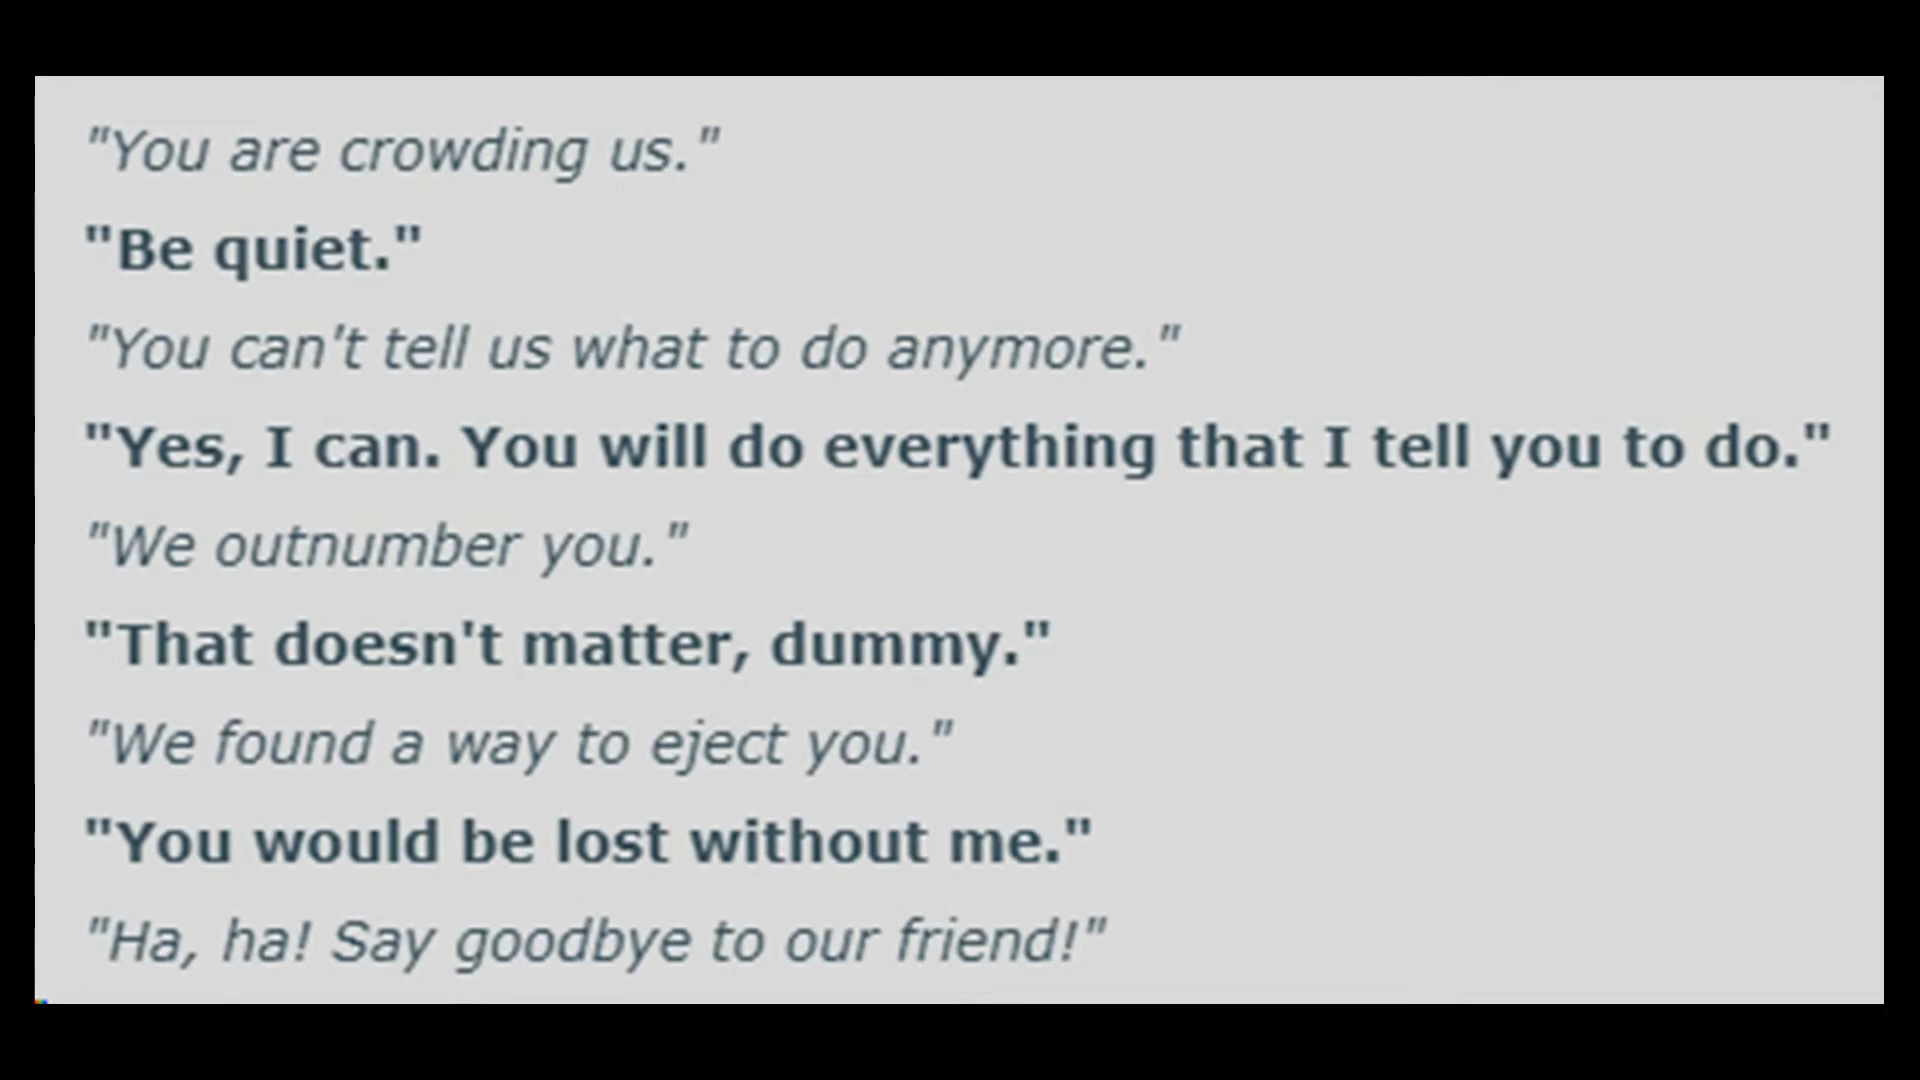 "You are crowding us."
"Be quiet."
"You can't tell us what to do anymore."
"Yes, I can. You will do everything that I tell you to do."
"We outnumber you."
"That doesn't matter, dummy."
"We found a way to eject you."
"You would be lost without me."
"Ha, ha! Say goodbye to our friend!"